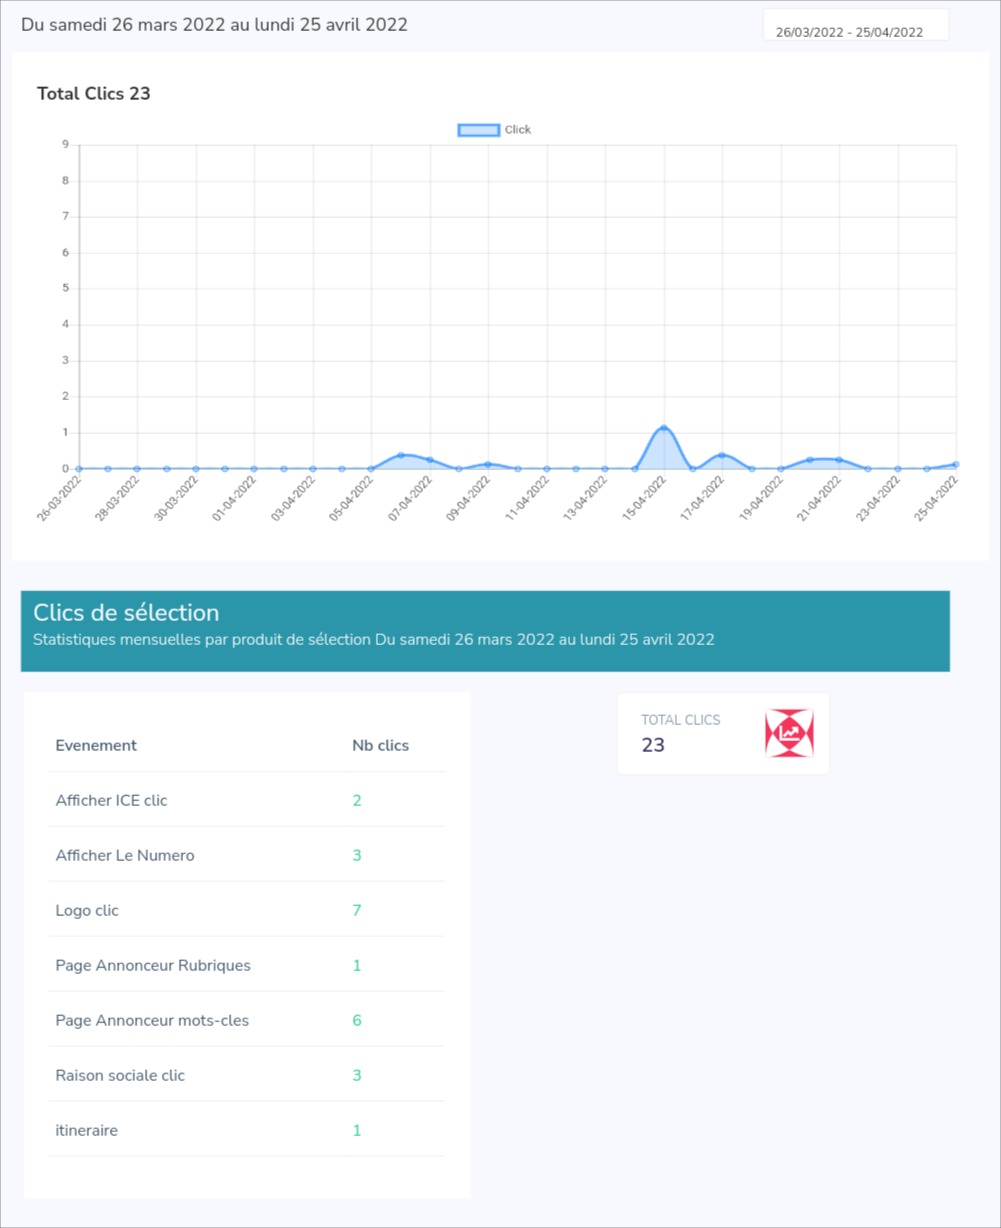 Du samedi 26 mars 2022 au lundi 25 avril 2022
26/03/2022 - 25/04/2022
Total Clics 23
Click
9
8
7
6
5
4
3
2
1
0
26-03-2022
28-03-2022
30-03-2022
01-04-2022
03-04-2022
05-04-2022
07-04-2022
09-04-2022
11-04-2022
13-04-2022
15-04-2022
17-04-2022
19-04-2022
21-04-2022
23-04-2022
25-04-2022
Clics de sélection
Statistiques mensuelles par produit de sélection Du samedi 26 mars 2022 au lundi 25 avril 2022
Evenement Nb clics
Afficher ICE clic 2
Afficher Le Numero 3
Logo clic 7
Page Annonceur Rubriques 1
Page Annonceur mots-cles 6
Raison sociale clic 3
itineraire 1
TOTAL CLICS
23